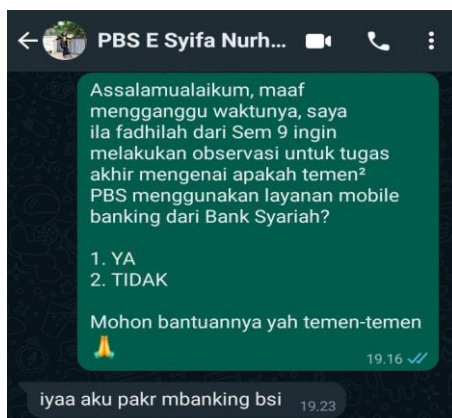 PBS E Syifa Nurh...
Assalamualaikum, maaf
mengganggu waktunya, saya
ila fadhilah dari Sem 9 ingin
melakukan observasi untuk tugas
akhir mengenai apakah temen²
PBS menggunakan layanan mobile
banking dari Bank Syariah?
1. YA
2. TIDAK
Mohon bantuannya yah temen-temen
🙏
19.16
iyaa aku pakr mbanking bsi 19.23